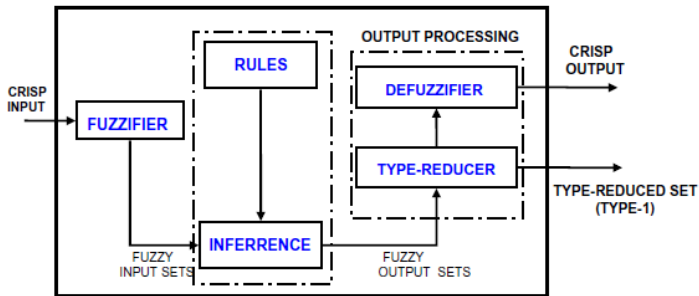 OUTPUT PROCESSING
CRISP
OUTPUT
RULES
DEFUZZIFIER
CRISP
INPUT
FUZZIFIER
TYPE-REDUCER
TYPE-REDUCED SET
(TYPE-1)
INFERRENCE
FUZZY
INPUT SETS
FUZZY
OUTPUT SETS